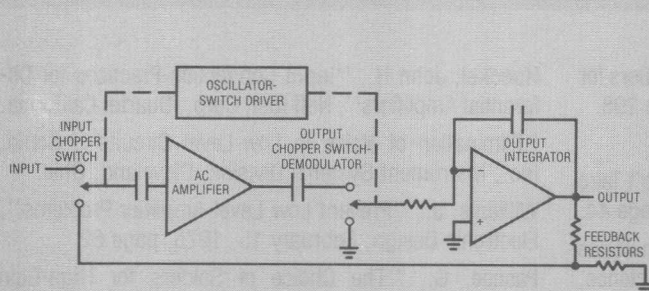 OSCILLATOR-
SWITCH DRIVER
INPUT
CHOPPER
SWITCH
OUTPUT
CHOPPER SWITCH-
DEMODULATOR
INPUT
AC
AMPLIFIER
OUTPUT
INTEGRATOR
-
+
OUTPUT
FEEDBACK
RESISTORS